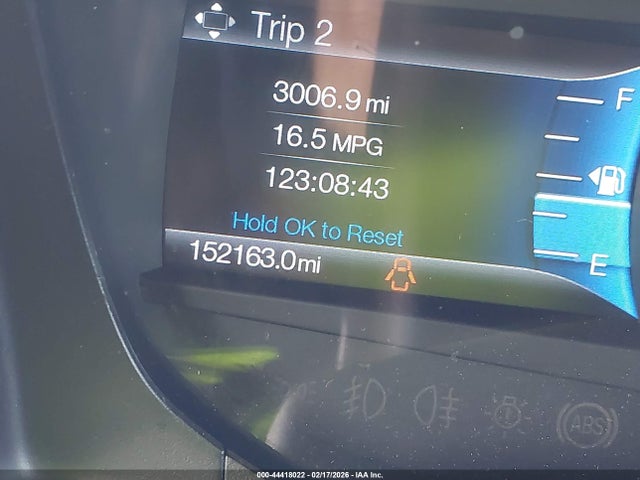 Trip 2
3006.9 mi
F
16.5 MPG
123:08:43
Hold OK to Reset
152163.0mi
E
ABS
000-44418022 - 02/17/2026 - IAA Inc.